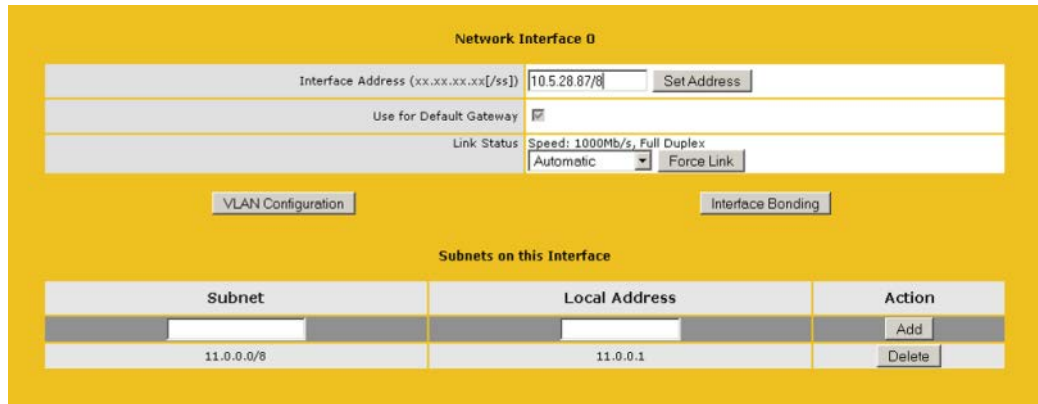 Network Interface 0
Interface Address (xx.xx.xx.xx[/ss]) 10.5.28.87/8 Set Address
Use for Default Gateway
Link Status Speed: 1000Mb/s, Full Duplex
Automatic Force Link
VLAN Configuration Interface Bonding
Subnets on this Interface
Subnet Local Address Action
Add
11.0.0.0/8 11.0.0.1 Delete